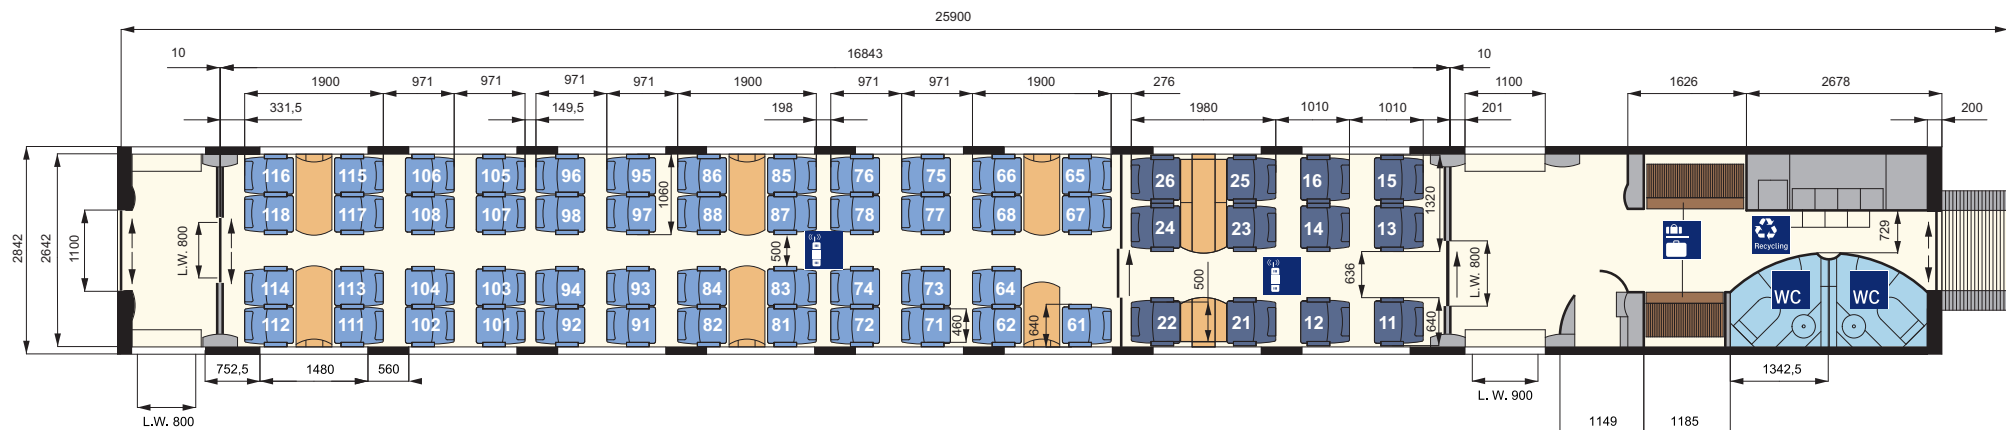 25900
10 16843 10
1900 971 971 971 971 1900 971 971 1900 276 1100 1626 2678
331,5 149,5 198 1980 1010 1010 201 200
116 115 106 105 96 95 86 85 76 75 66 65 26 25 16 15
118 117 108 107 98 97 88 87 78 77 68 67 24 23 14 13
1060 1320
2842 2642 1100 L.W. 800 500 500 636 L.W. 800 729
Recycling
114 113 104 103 94 93 84 83 74 73 64
WC WC
112 111 102 101 92 91 82 81 72 71 62 61 22 21 12 11
460 640 640
752,5 1480 560 1342,5
L.W. 800 L. W. 900
1149 1185